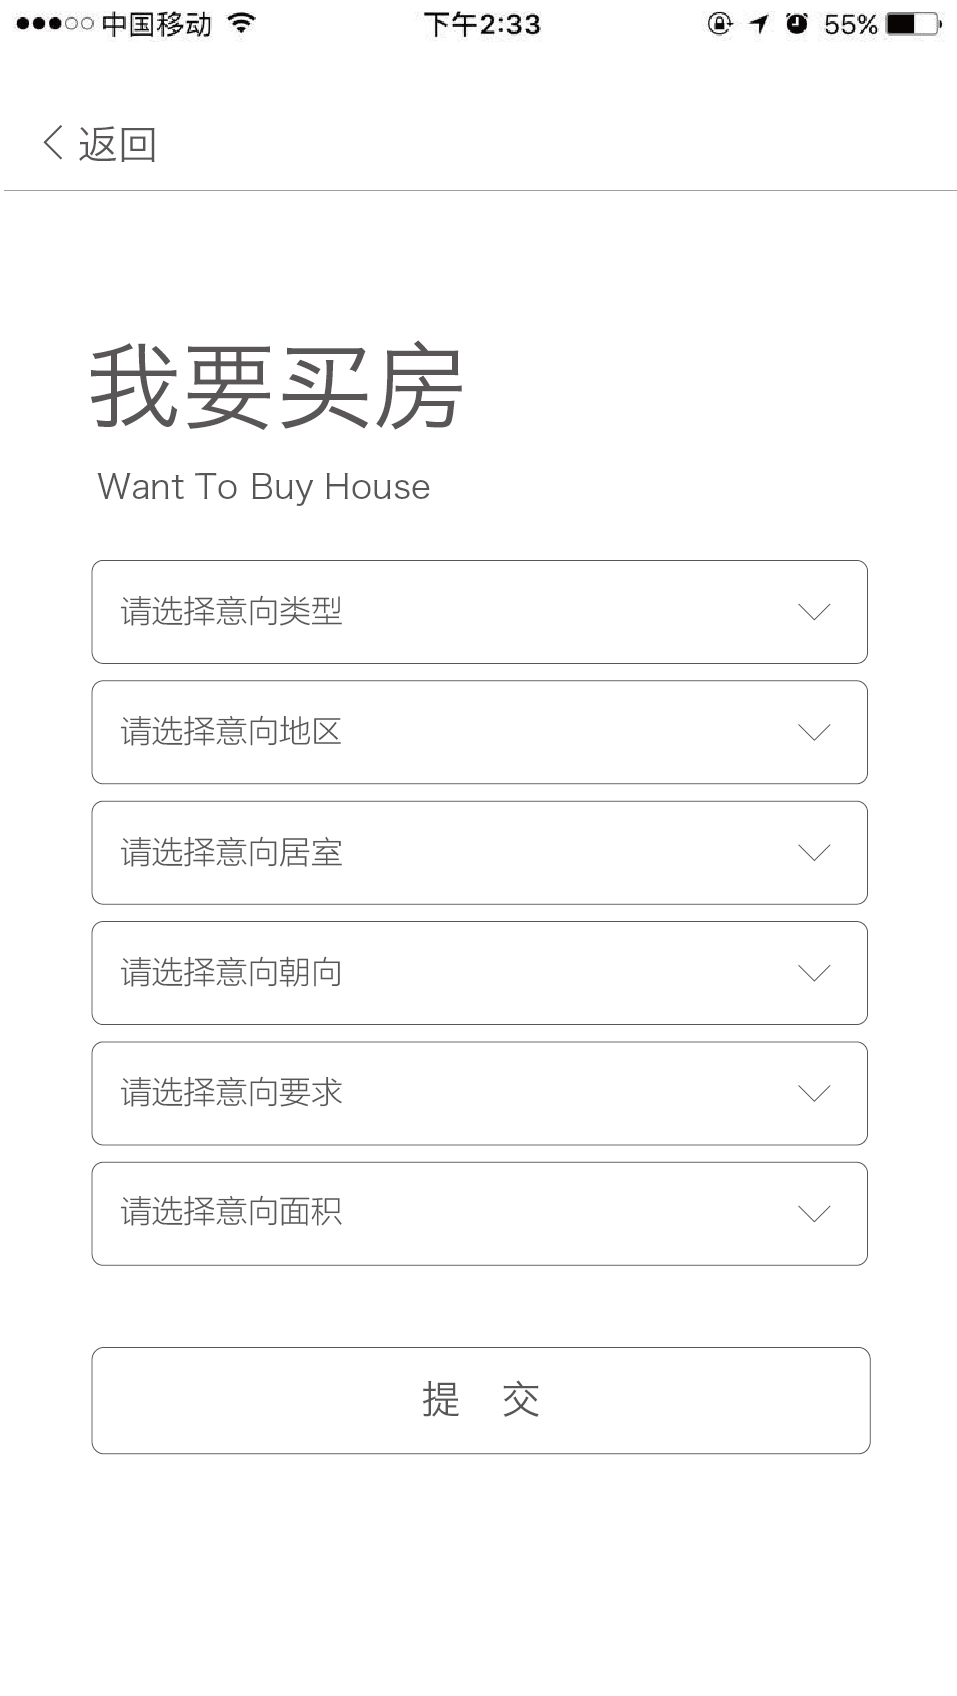 中国移动 下午2:33 55%
返回
我要买房
Want To Buy House
请选择意向类型
请选择意向地区
请选择意向居室
请选择意向朝向
请选择意向要求
请选择意向面积
提 交